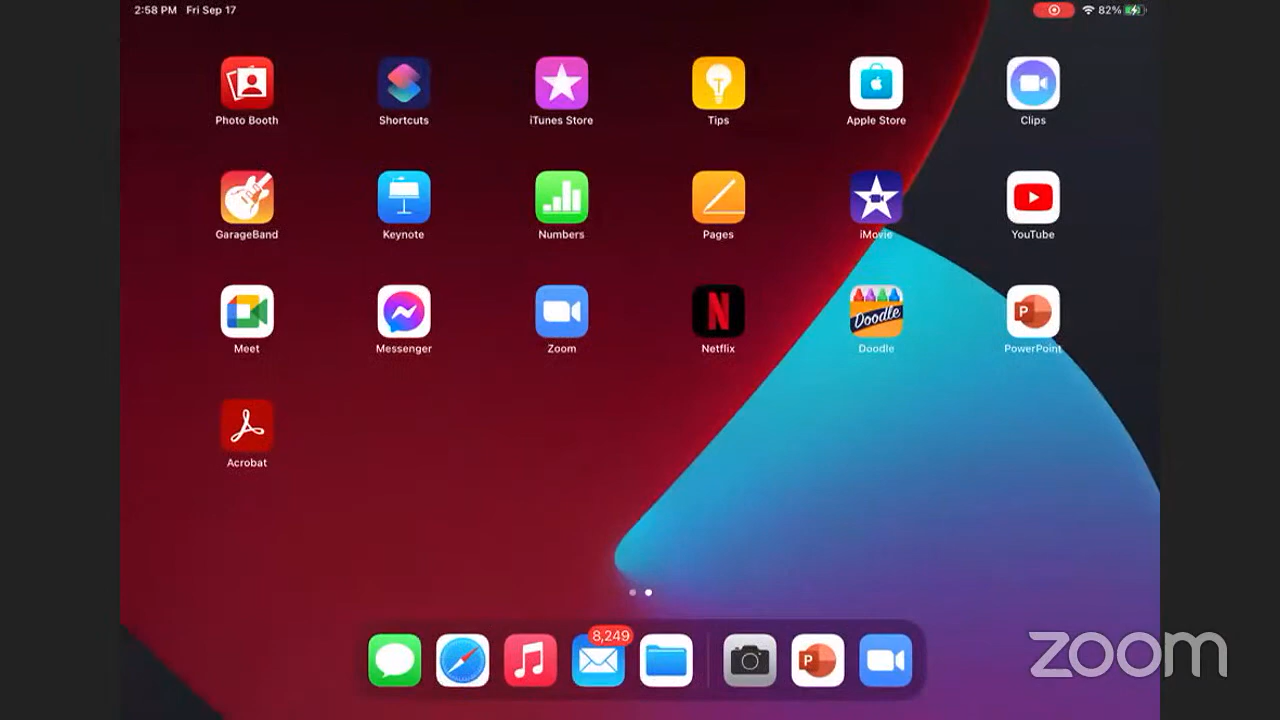 2:58 PM Fri Sep 17 82%
Photo Booth Shortcuts iTunes Store Tips Apple Store Clips
GarageBand Keynote Numbers Pages iMovie YouTube
Doodle
Meet Messenger Zoom Netflix Doodle PowerPoint
Acrobat
8,249
zoom